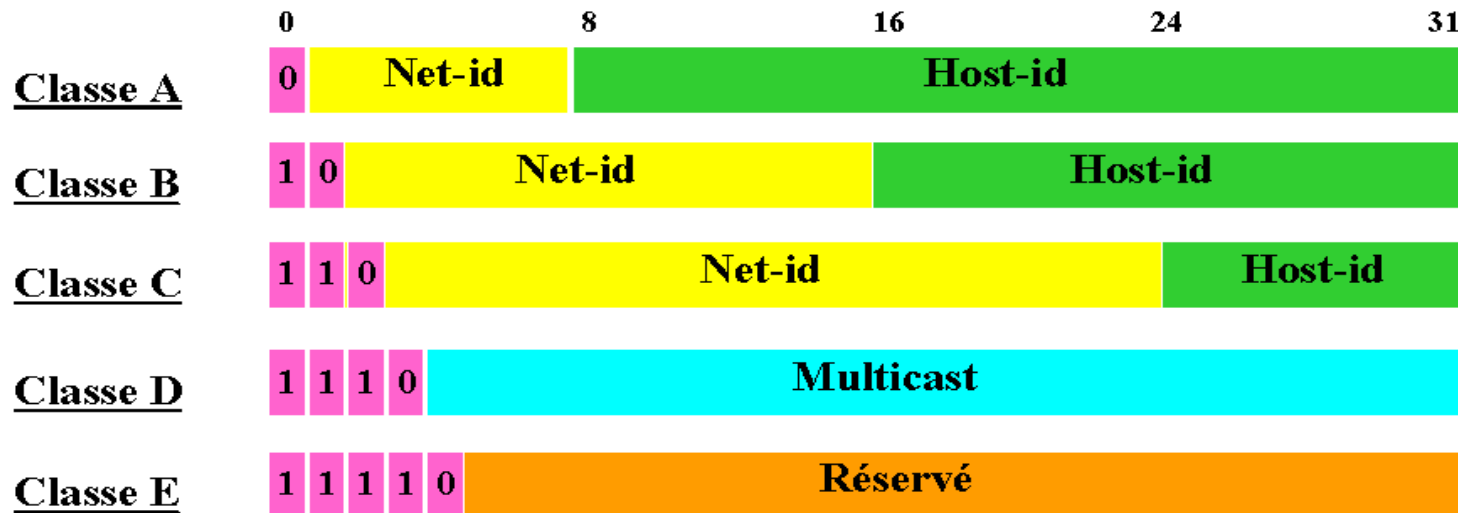 0 8 16 24 31
Classe A 0 Net-id Host-id
Classe B 1 0 Net-id Host-id
Classe C 1 1 0 Net-id Host-id
Classe D 1 1 1 0 Multicast
Classe E 1 1 1 1 0 Réservé